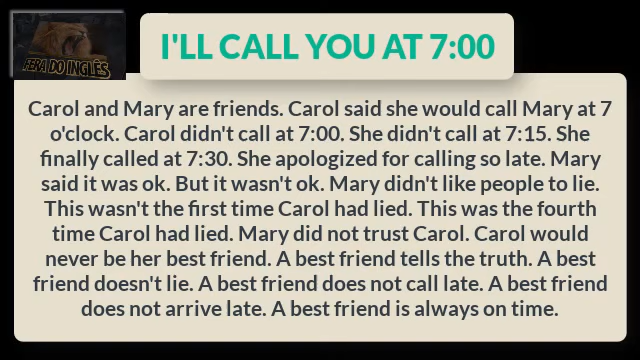 FERA DO INGLÊS
I'LL CALL YOU AT 7:00
Carol and Mary are friends. Carol said she would call Mary at 7
o'clock. Carol didn't call at 7:00. She didn't call at 7:15. She
finally called at 7:30. She apologized for calling so late. Mary
said it was ok. But it wasn't ok. Mary didn't like people to lie.
This wasn't the first time Carol had lied. This was the fourth
time Carol had lied. Mary did not trust Carol. Carol would
never be her best friend. A best friend tells the truth. A best
friend doesn't lie. A best friend does not call late. A best friend
does not arrive late. A best friend is always on time.